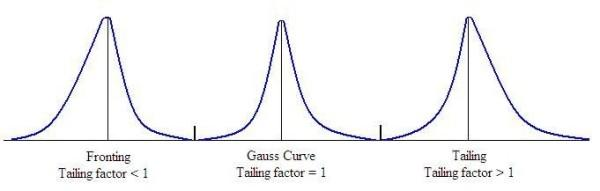 Fronting
Tailing factor < 1
Gauss Curve
Tailing factor = 1
Tailing
Tailing factor > 1